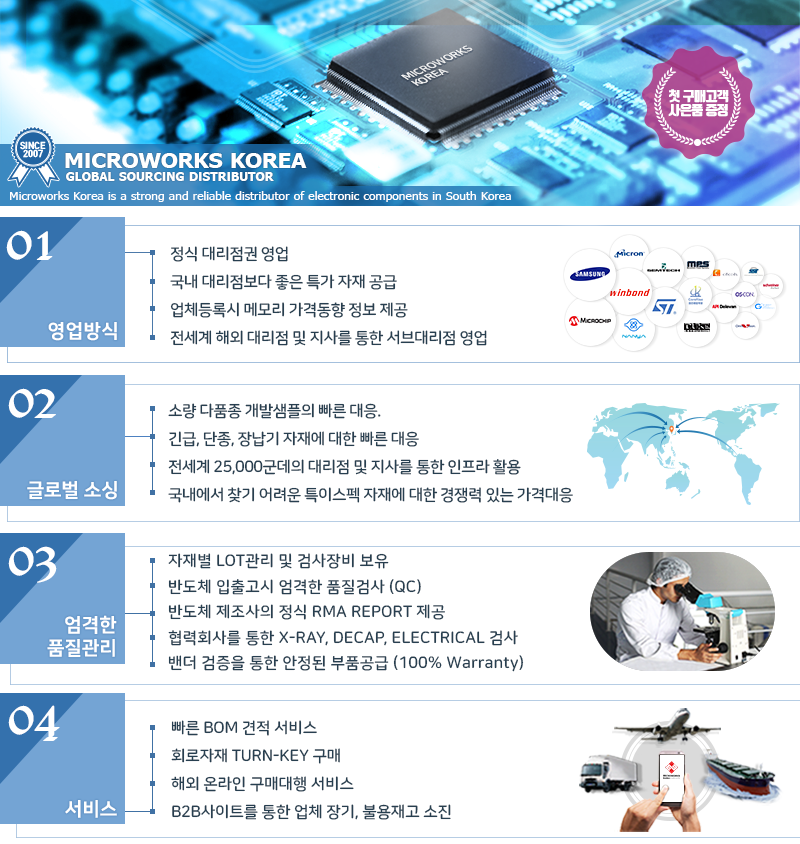 MICROWORKS
KOREA
첫 구매고객
사은품 증정
SINCE
2007
MICROWORKS KOREA
GLOBAL SOURCING DISTRIBUTOR
Microworks Korea is a strong and reliable distributor of electronic components in South Korea
01
영업방식
정식 대리점권 영업
국내 대리점보다 좋은 특가 자재 공급
업체등록시 메모리 가격동향 정보 제공
전세계 해외 대리점 및 지사를 통한 서브대리점 영업
Micron
SAMSUNG
SEMTECH
mps
winbond
ST
MICROCHIP
NANYA
02
글로벌 소싱
소량 다품종 개발샘플의 빠른 대응.
긴급, 단종, 장납기 자재에 대한 빠른 대응
전세계 25,000군데의 대리점 및 지사를 통한 인프라 활용
국내에서 찾기 어려운 특이스펙 자재에 대한 경쟁력 있는 가격대응
03
엄격한
품질관리
자재별 LOT관리 및 검사장비 보유
반도체 입출고시 엄격한 품질검사 (QC)
반도체 제조사의 정식 RMA REPORT 제공
협력회사를 통한 X-RAY, DECAP, ELECTRICAL 검사
밴더 검증을 통한 안정된 부품공급 (100% Warranty)
04
서비스
빠른 BOM 견적 서비스
회로자재 TURN-KEY 구매
해외 온라인 구매대행 서비스
B2B사이트를 통한 업체 장기, 불용재고 소진